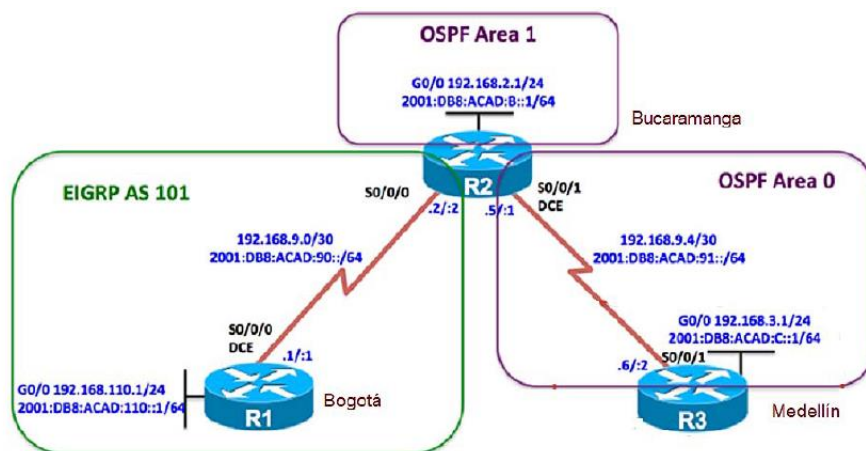 OSPF Area 1
G0/0 192.168.2.1/24
2001:DB8:ACAD:B::1/64
Bucaramanga
EIGRP AS 101
S0/0/0
R2
S0/0/1
DCE
OSPF Area 0
.2/:2
.5/:1
192.168.9.0/30
2001:DB8:ACAD:90::/64
192.168.9.4/30
2001:DB8:ACAD:91::/64
S0/0/0
DCE
.1/:1
G0/0 192.168.3.1/24
2001:DB8:ACAD:C::1/64
.6/:2
S0/0/1
G0/0 192.168.110.1/24
2001:DB8:ACAD:110::1/64
R1
Bogotá
R3
Medellín